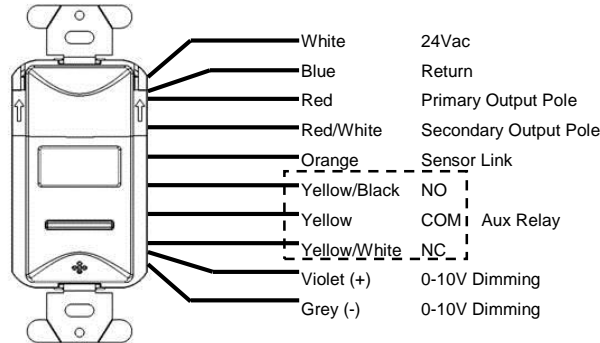 White 24Vac
Blue Return
Red Primary Output Pole
Red/White Secondary Output Pole
Orange Sensor Link
Yellow/Black NO
Yellow COM Aux Relay
Yellow/White NC
Violet (+) 0-10V Dimming
Grey (-) 0-10V Dimming